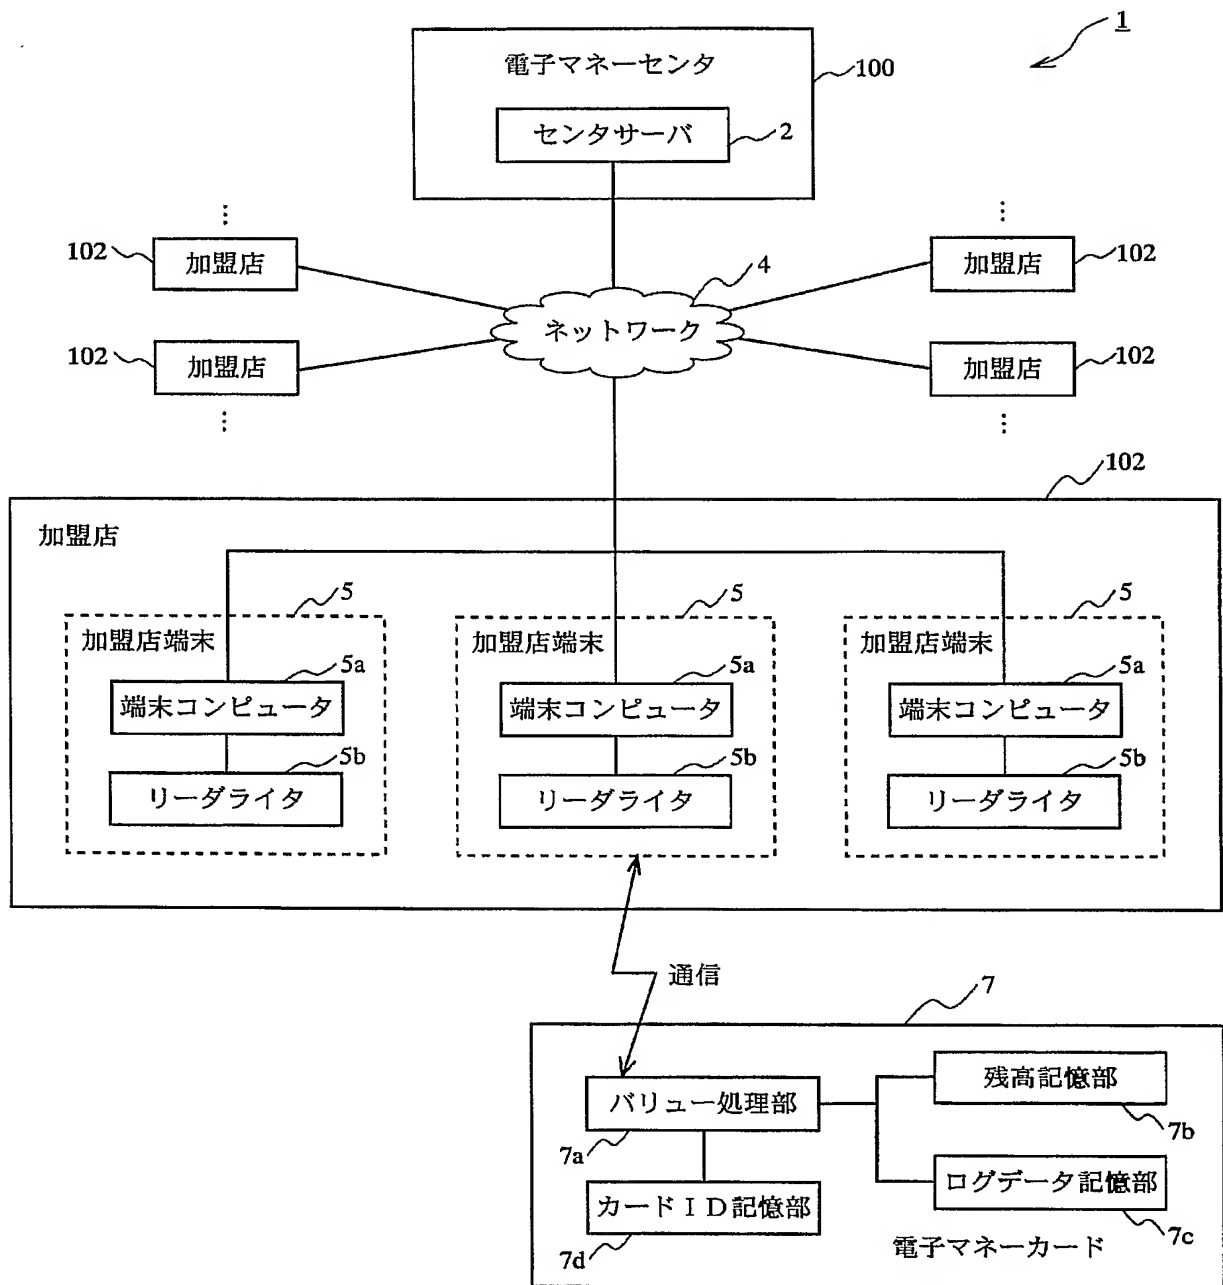 1
電子マネーセンタ
100
センタサーバ
2
⋮
⋮
102
加盟店
加盟店
102
4
ネットワーク
102
加盟店
加盟店
102
⋮
⋮
102
加盟店
5
5
5
加盟店端末
加盟店端末
加盟店端末
5a
5a
5a
端末コンピュータ
端末コンピュータ
端末コンピュータ
5b
5b
5b
リーダライタ
リーダライタ
リーダライタ
通信
7
バリュー処理部
7a
残高記憶部
7b
カードID記憶部
7d
ログデータ記憶部
7c
電子マネーカード